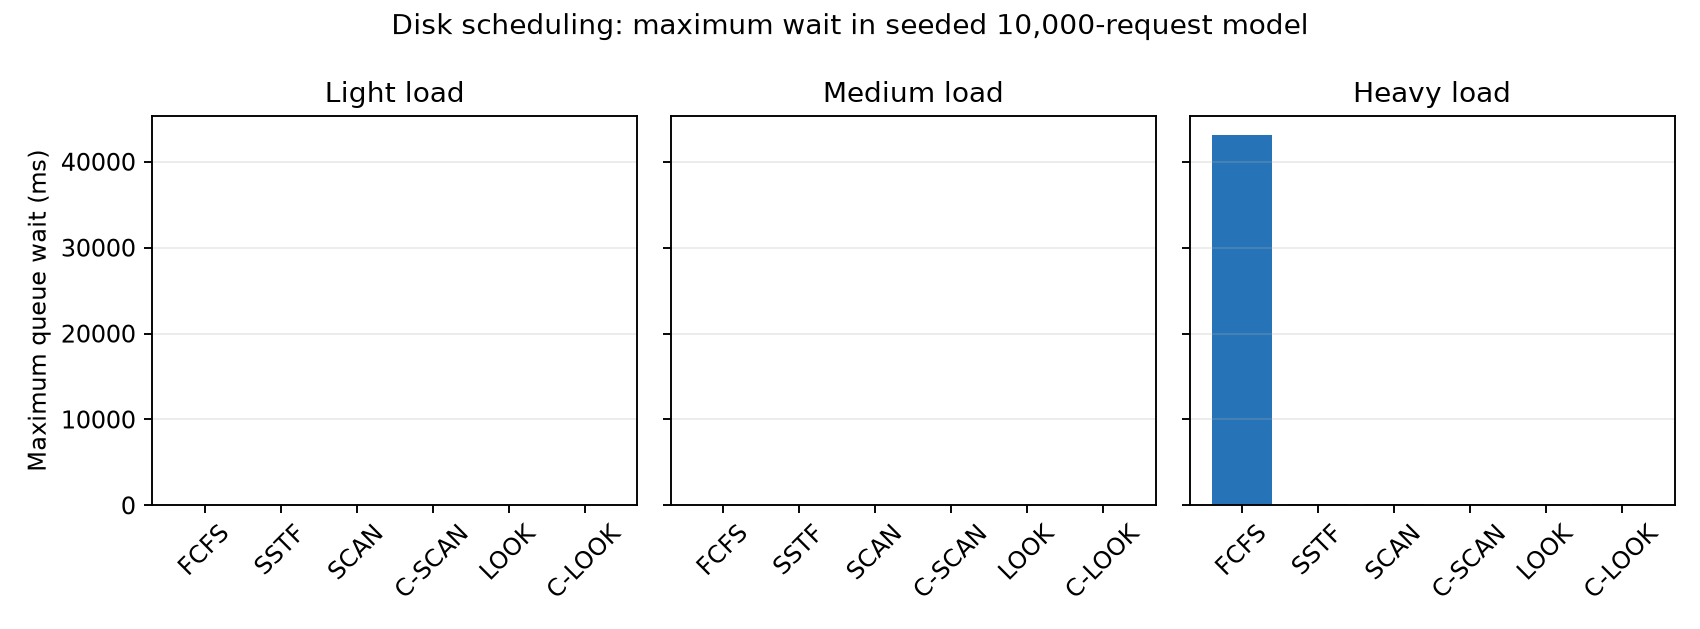 Disk scheduling: maximum wait in seeded 10,000-request model
Light load
Medium load
Heavy load
Maximum queue wait (ms)
40000
30000
20000
10000
0
FCFS
SSTF
SCAN
C-SCAN
LOOK
C-LOOK
FCFS
SSTF
SCAN
C-SCAN
LOOK
C-LOOK
FCFS
SSTF
SCAN
C-SCAN
LOOK
C-LOOK